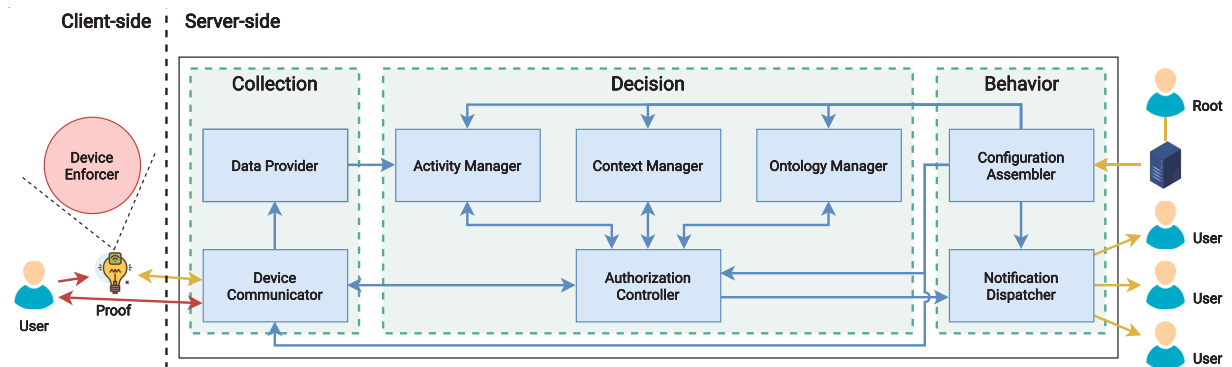 Client-side
Server-side
Collection
Decision
Behavior
Root
Device
Enforcer
Data Provider
Activity Manager
Context Manager
Ontology Manager
Configuration
Assembler
User
Device
Communicator
Authorization
Controller
Notification
Dispatcher
User
Proof
User
User